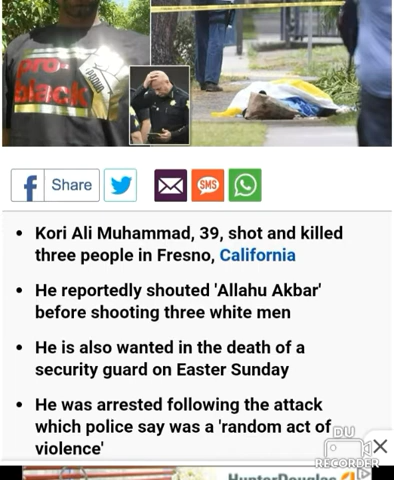 pro-
black
Share
SMS
• Kori Ali Muhammad, 39, shot and killed
three people in Fresno, California
• He reportedly shouted 'Allahu Akbar'
before shooting three white men
• He is also wanted in the death of a
security guard on Easter Sunday
• He was arrested following the attack
which police say was a 'random act of
violence'
DU
RECORDER
HunterDouglas